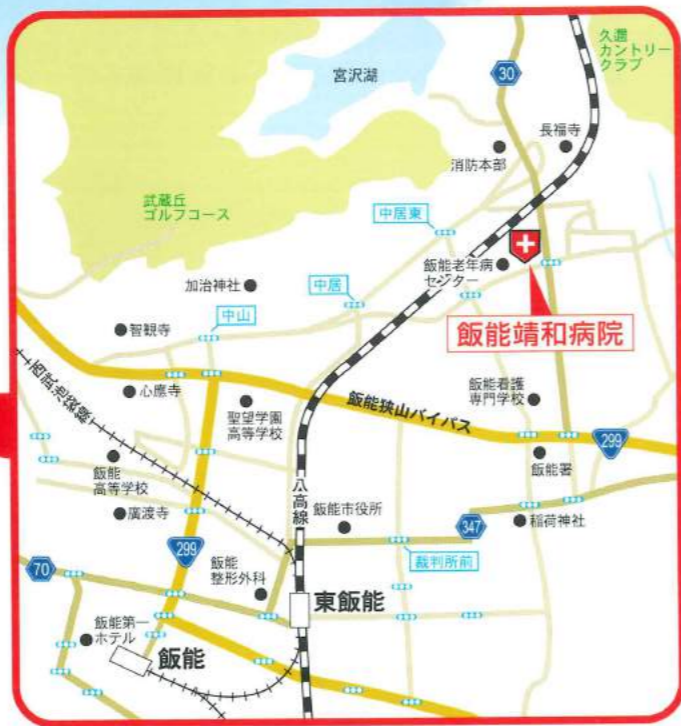 宮沢湖
30
久邇
カントリー
クラブ
長福寺
消防本部
武蔵丘
ゴルフコース
中居東
飯能老年病
センター
加治神社
中居
中山
飯能靖和病院
智観寺
西武池袋線
心應寺
聖望学園
高等学校
飯能狭山バイパス
飯能看護
専門学校
299
飯能署
飯能
高等学校
八高線
飯能市役所
廣渡寺
347
稲荷神社
299
裁判所前
70
飯能
整形外科
東飯能
飯能第一
ホテル
飯能